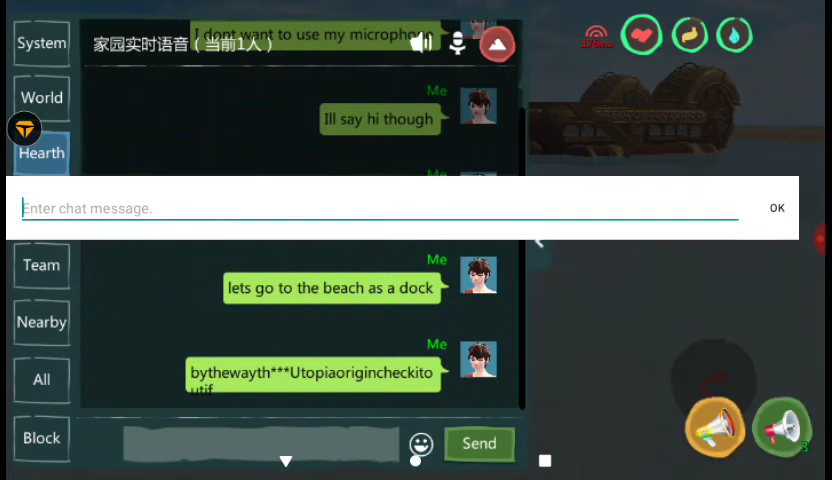 System
I dont want to use my microphone
家园实时语音（当前1人）
176ms
World
Me
Ill say hi though
Hearth
Me
Enter chat message.
OK
Team
Me
lets go to the beach as a dock
Nearby
Me
bythewayth***Utopiaorigincheckito
utif
All
Block
Send
3